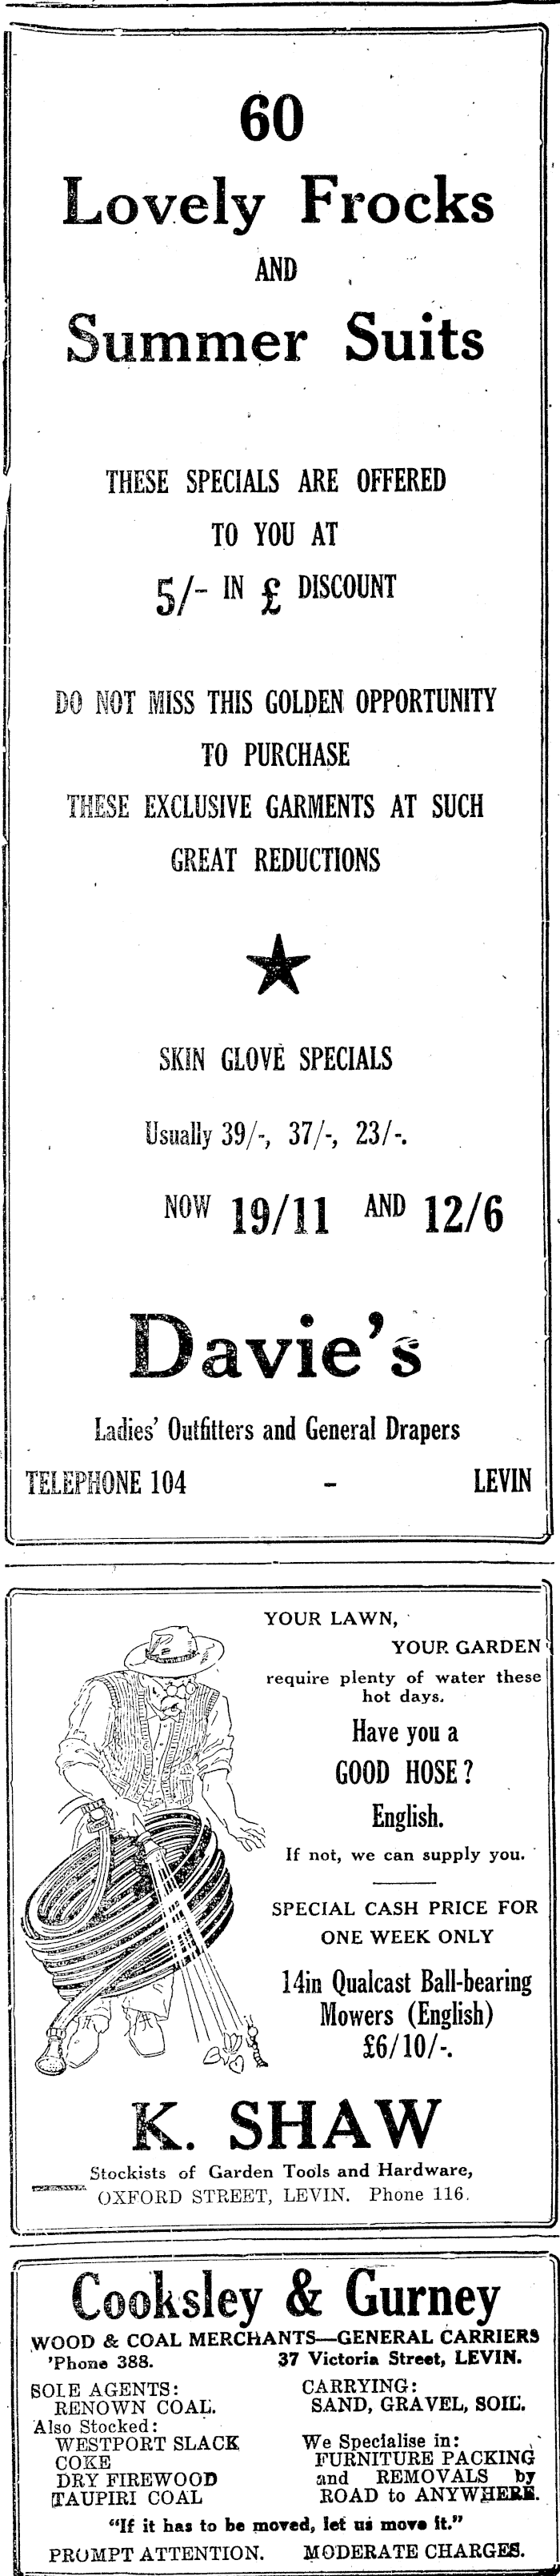 60
Lovely Frocks
AND
Summer Suits
THESE SPECIALS ARE OFFERED
TO YOU AT
5/- IN £ DISCOUNT
DO NOT MISS THIS GOLDEN OPPORTUNITY
TO PURCHASE
THESE EXCLUSIVE GARMENTS AT SUCH
GREAT REDUCTIONS
SKIN GLOVE SPECIALS
Usually 39/-, 37/-, 23/-.
NOW 19/11 AND 12/6
Davie's
Ladies' Outfitters and General Drapers
TELEPHONE 104 - LEVIN
YOUR LAWN,
YOUR GARDEN
require plenty of water these
hot days.
Have you a
GOOD HOSE?
English.
If not, we can supply you.
SPECIAL CASH PRICE FOR
ONE WEEK ONLY
14in Qualcast Ball-bearing
Mowers (English)
£6/10/-.
K. SHAW
Stockists of Garden Tools and Hardware,
OXFORD STREET, LEVIN. Phone 116.
Cooksley & Gurney
WOOD & COAL MERCHANTS—GENERAL CARRIERS
'Phone 388. 37 Victoria Street, LEVIN.
SOLE AGENTS:
RENOWN COAL.
Also Stocked:
WESTPORT SLACK
COKE
DRY FIREWOOD
TAUPIRI COAL
CARRYING:
SAND, GRAVEL, SOIL.
We Specialise in:
FURNITURE PACKING
and REMOVALS by
ROAD to ANYWHERE.
"If it has to be moved, let us move it."
PROMPT ATTENTION. MODERATE CHARGES.